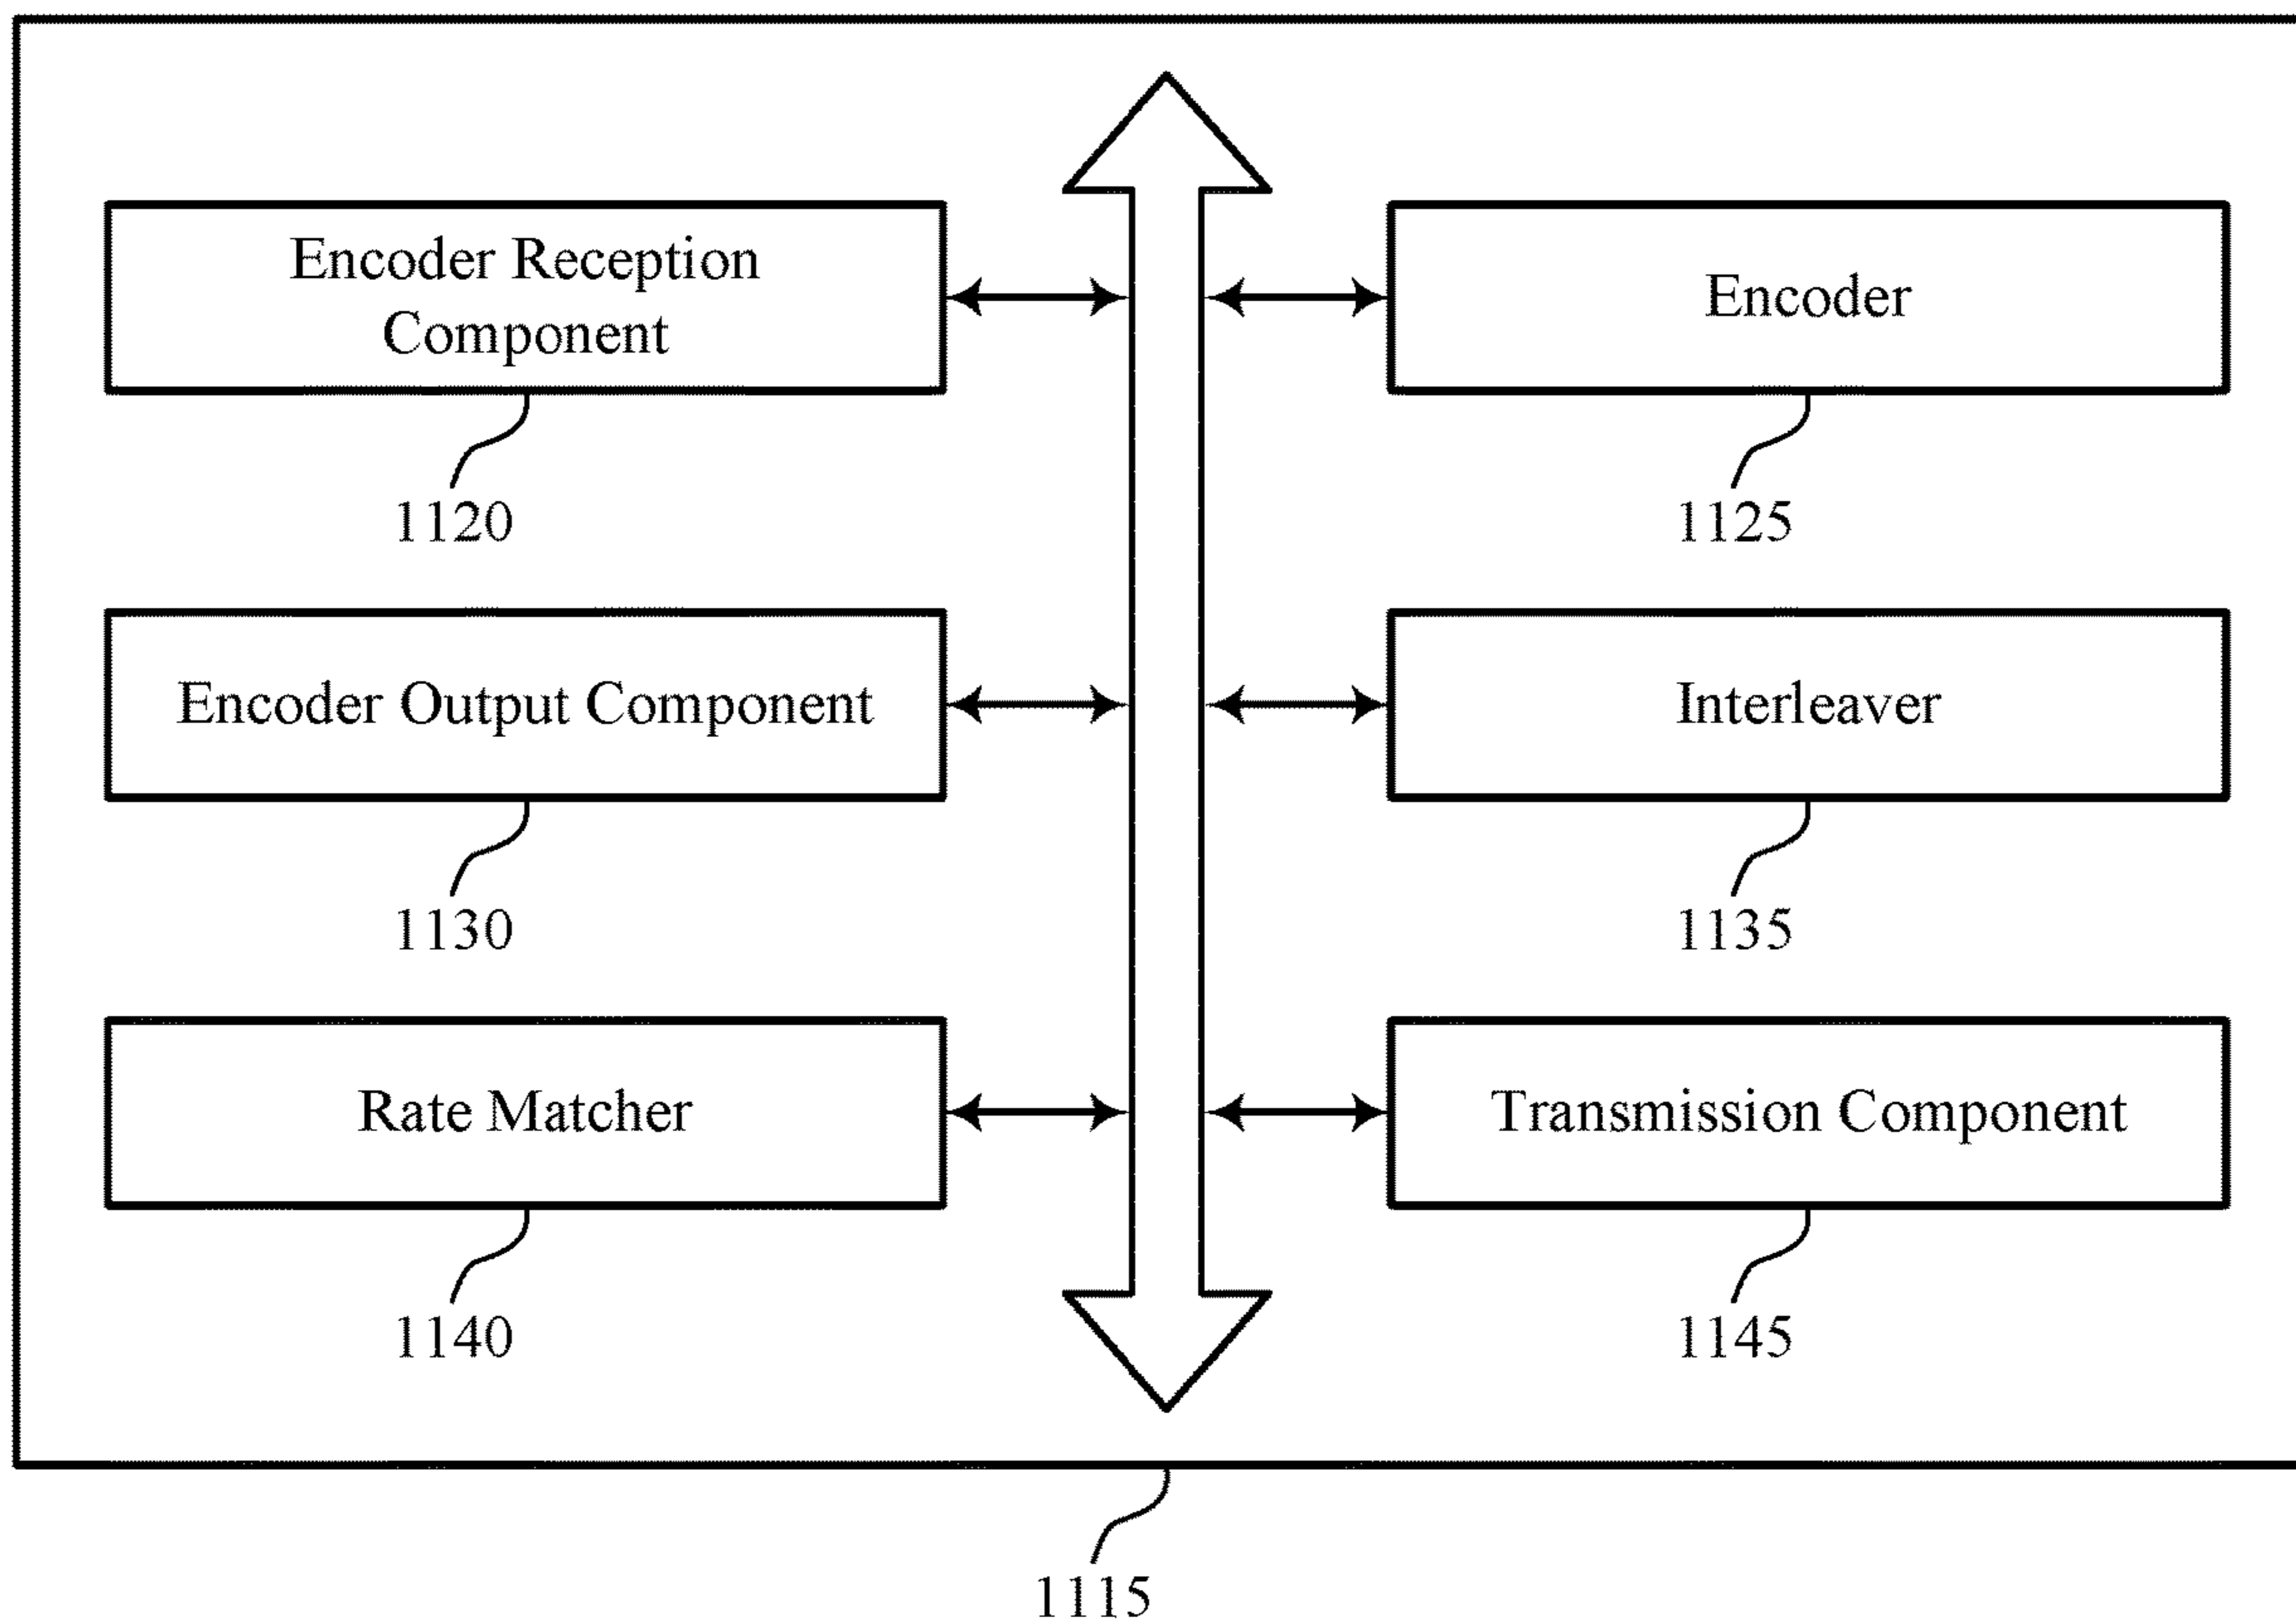 Encoder Reception
Component
1120
Encoder
1125
Encoder Output Component
1130
Interleaver
1135
Rate Matcher
1140
Transmission Component
1145
1115